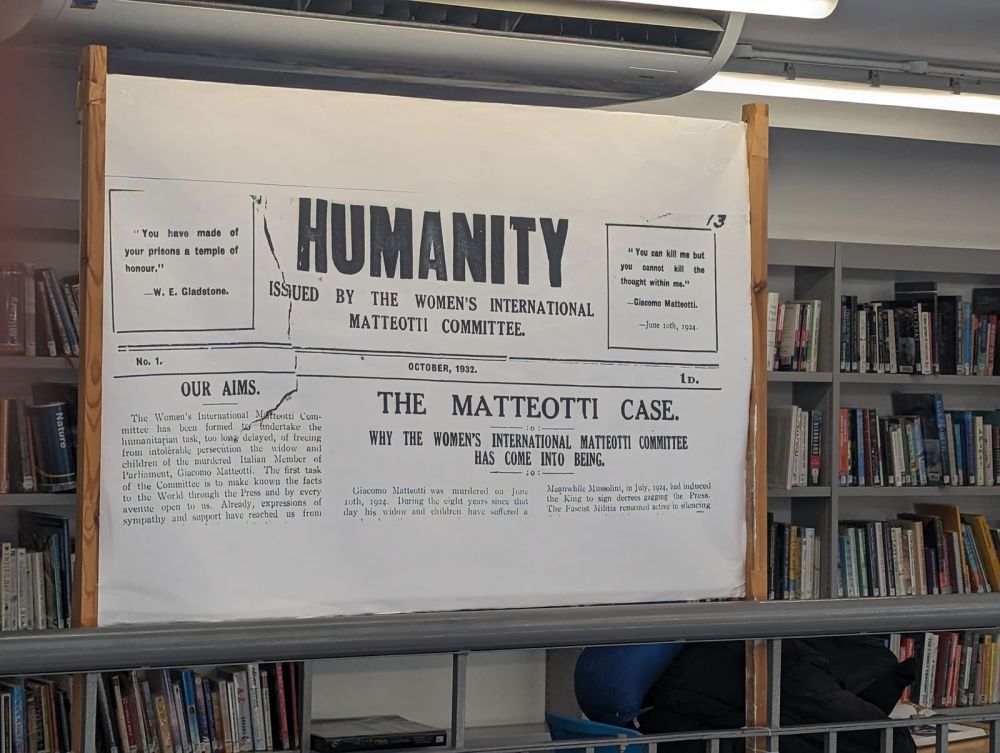 13
"You have made of
your prisons a temple of
honour."
—W. E. Gladstone.
HUMANITY
ISSUED BY THE WOMEN'S INTERNATIONAL
MATTEOTTI COMMITTEE.
"You can kill me but
you cannot kill the
thought within me."
—Giacomo Matteotti.
—June 10th, 1924.
No. 1.
OCTOBER, 1932.
1D.
OUR AIMS.
The Women's International Matteotti Com-
mittee has been formed to undertake the
humanitarian task, too long delayed, of freeing
from intolerable persecution the widow and
children of the murdered Italian Member of
Parliament, Giacomo Matteotti. The first task
of the Committee is to make known the facts
to the World through the Press and by every
avenue open to us. Already, expressions of
sympathy and support have reached us from
THE MATTEOTTI CASE.
:o:
WHY THE WOMEN'S INTERNATIONAL MATTEOTTI COMMITTEE
HAS COME INTO BEING.
:o:
Giacomo Matteotti was murdered on June
10th, 1924. During the eight years since that
day his widow and children have suffered a
Meanwhile Mussolini, in July, 1924, had induced
the King to sign decrees gagging the Press.
The Fascist Militia remained active in silencing
Nature